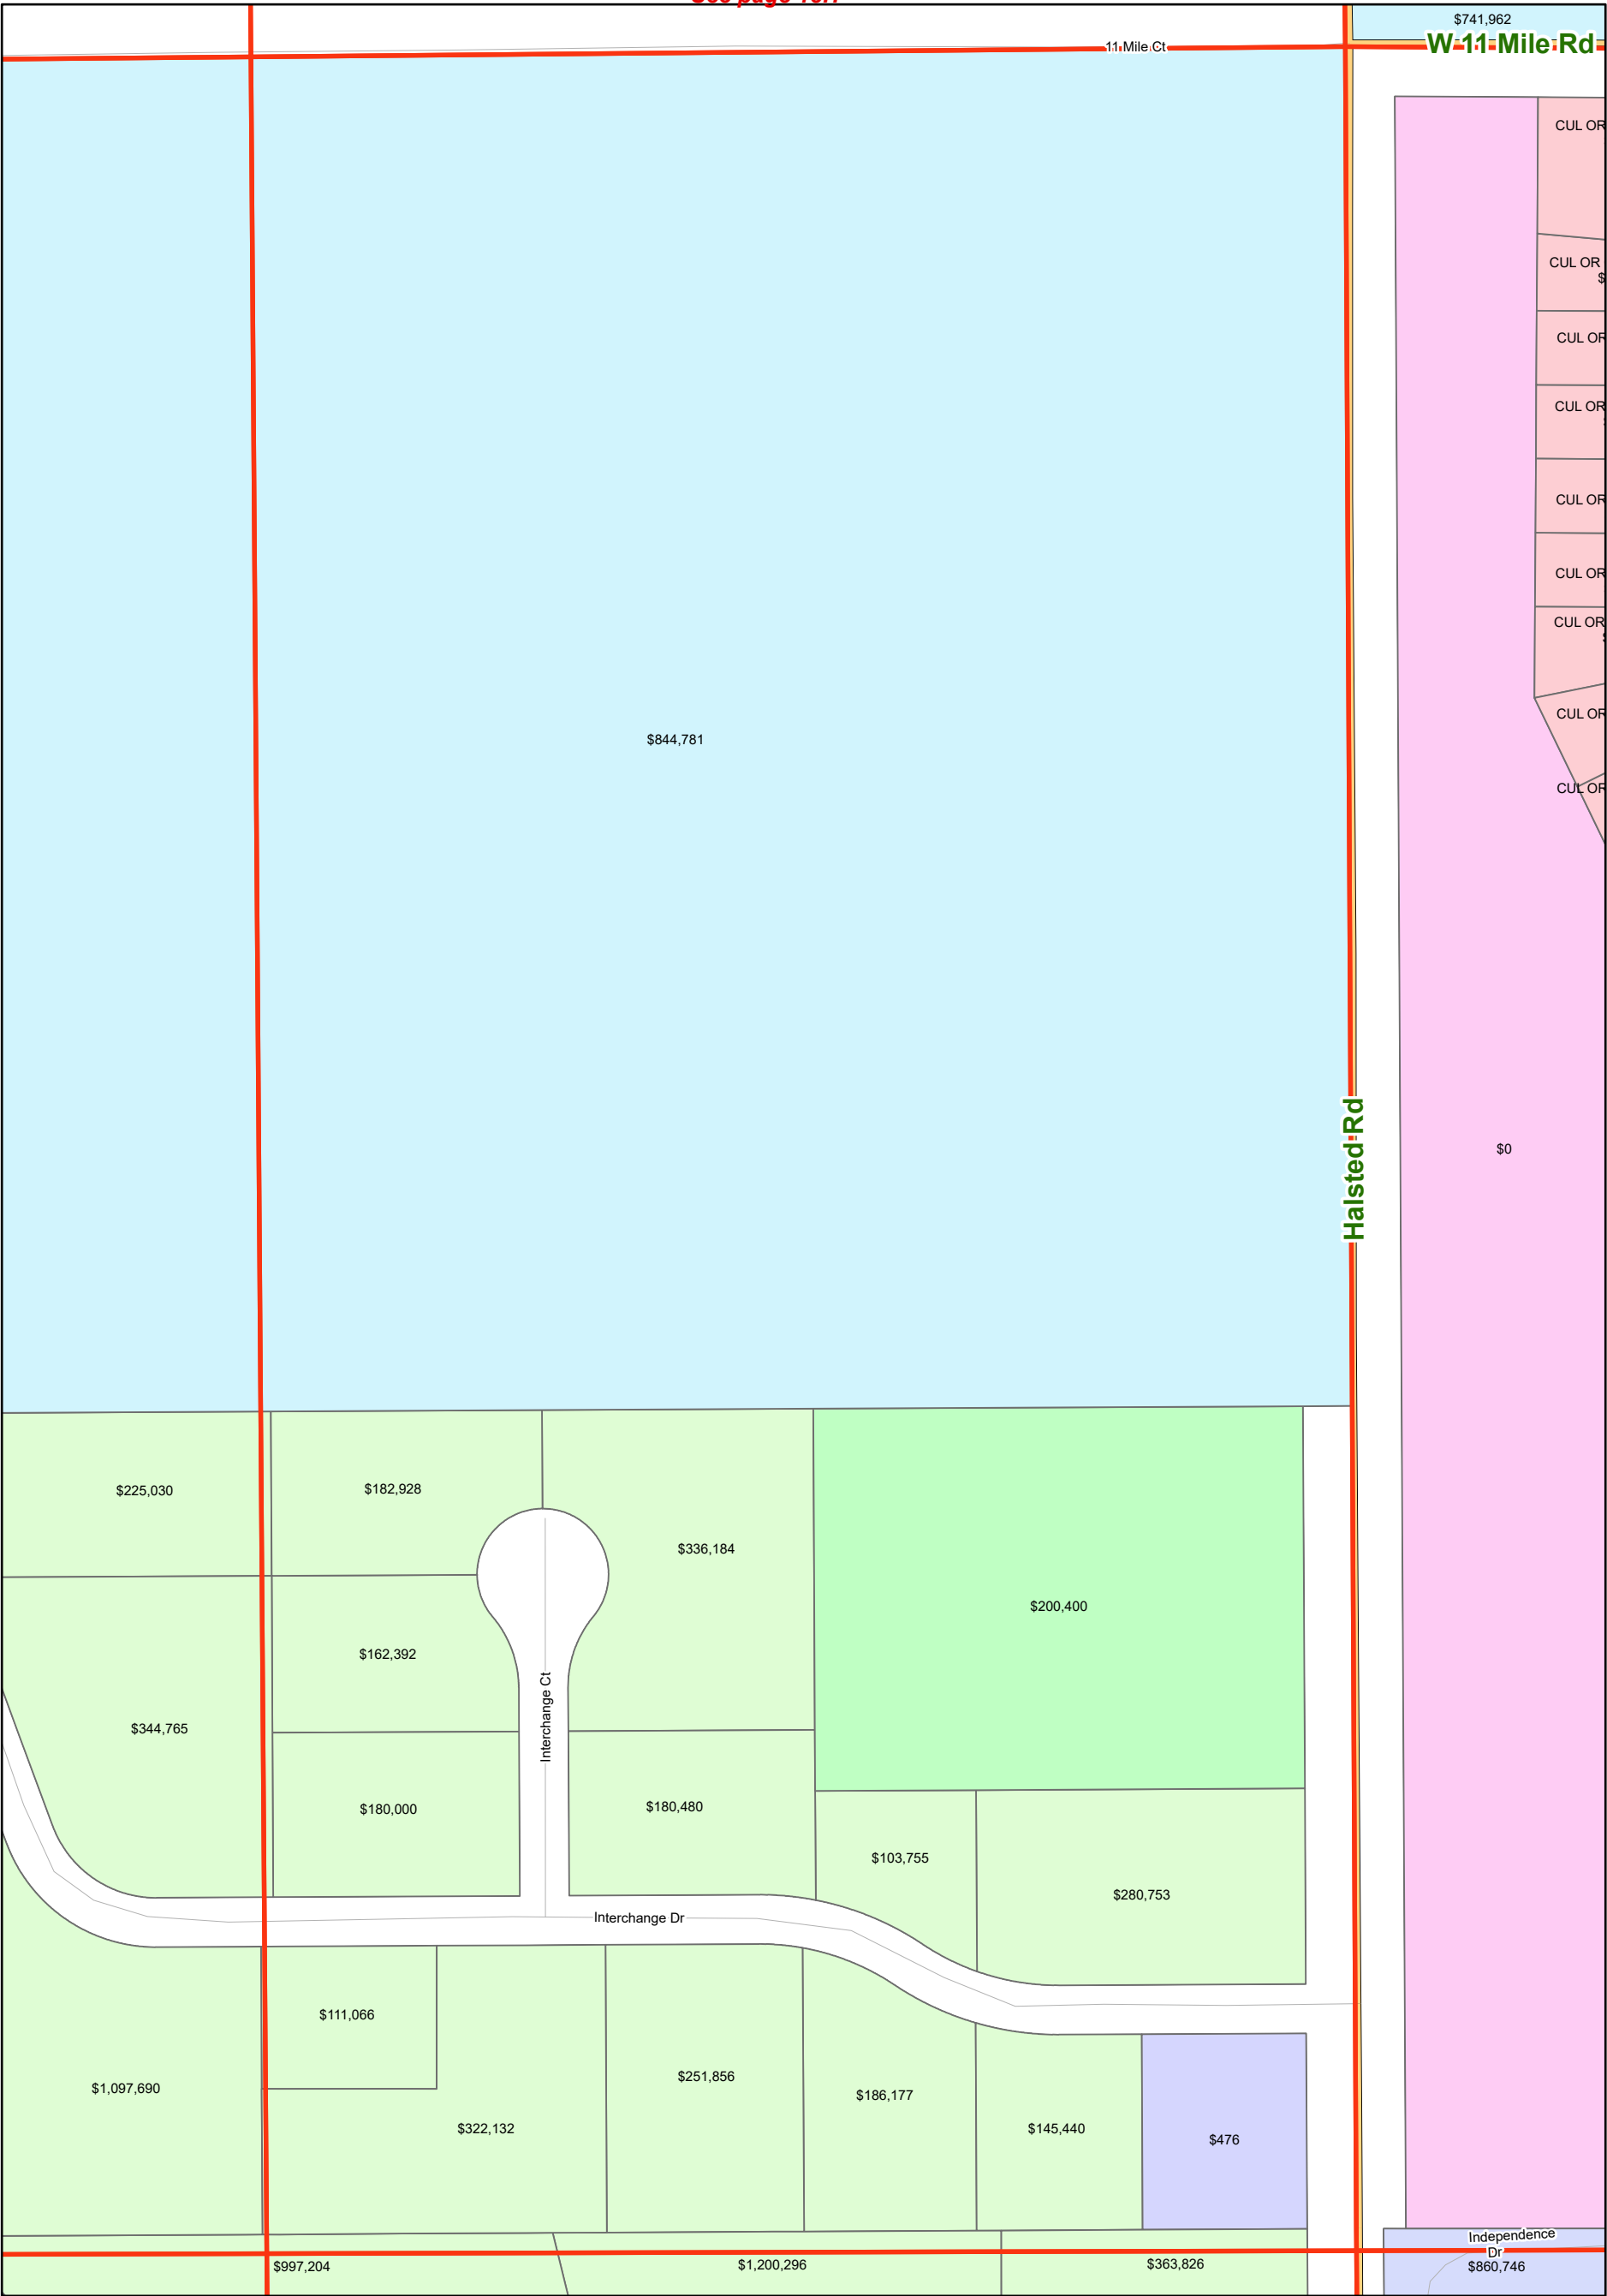 $741,962
11 Mile Ct
W 11 Mile Rd
CUL OR
CUL OR
$
CUL OR
CUL OR
CUL OR
CUL OR
CUL OR
CUL OR
$844,781
CUL OR
Halsted Rd
$0
$225,030
$182,928
$336,184
$200,400
$162,392
$344,765
Interchange Ct
$180,000
$180,480
$103,755
$280,753
Interchange Dr
$111,066
$251,856
$1,097,690
$186,177
$322,132
$145,440
$476
Independence
Dr
$997,204
$1,200,296
$363,826
$860,746